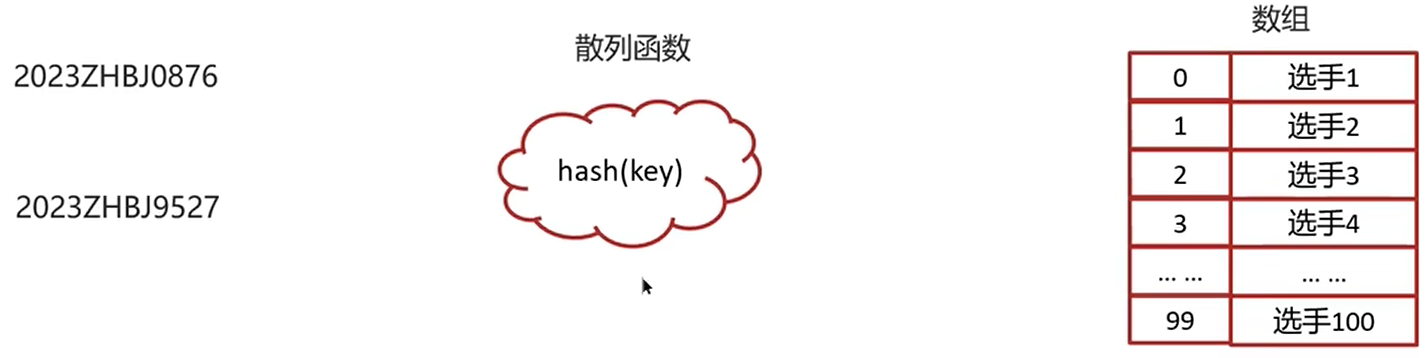 2023ZHBJ0876
2023ZHBJ9527
散列函数
hash(key)
数组
0 选手1
1 选手2
2 选手3
3 选手4
... ... ... ...
99 选手100